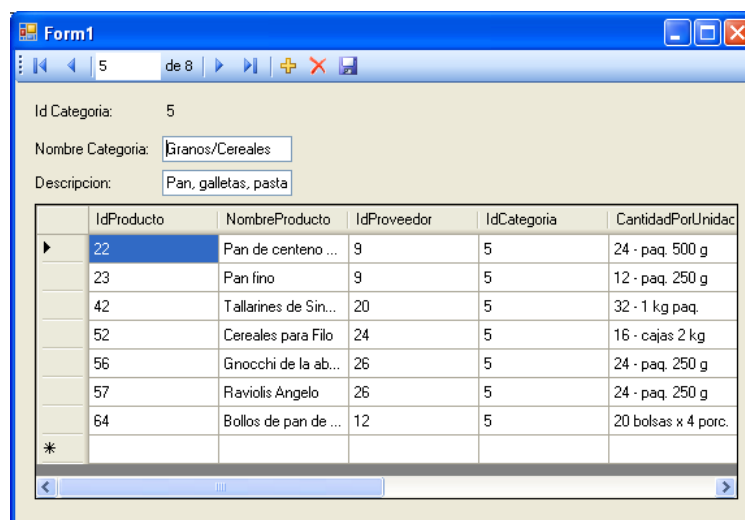 Form1
5 de 8
Id Categoria: 5
Nombre Categoria: Granos/Cereales
Descripcion: Pan, galletas, pasta
IdProducto NombreProducto IdProveedor IdCategoria CantidadPorUnidac
22 Pan de centeno ... 9 5 24 - paq. 500 g
23 Pan fino 9 5 12 - paq. 250 g
42 Tallarines de Sin... 20 5 32 - 1 kg paq.
52 Cereales para Filo 24 5 16 - cajas 2 kg
56 Gnocchi de la ab... 26 5 24 - paq. 250 g
57 Raviolis Angelo 26 5 24 - paq. 250 g
64 Bollos de pan de ... 12 5 20 bolsas x 4 porc.